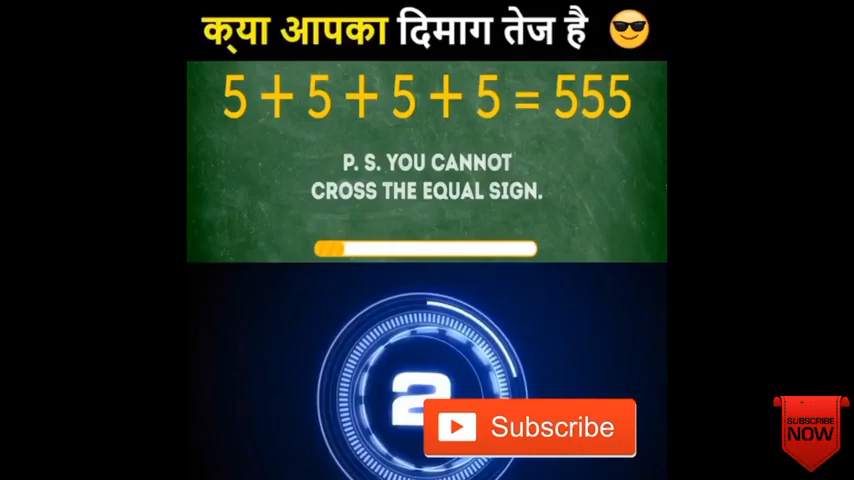 क्या आपका दिमाग तेज है
5 + 5 + 5 + 5 = 555
P. S. YOU CANNOT
CROSS THE EQUAL SIGN.
2
Subscribe
SUBSCRIBE
NOW